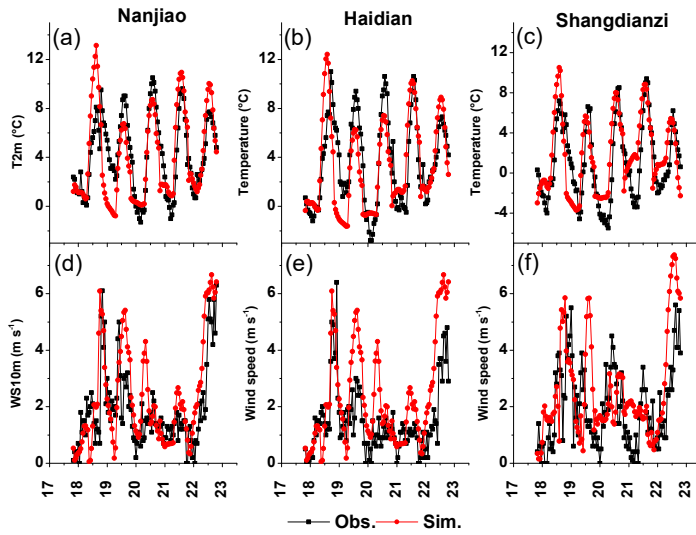 Nanjiao Haidian Shangdianzi
(a) (b) (c)
T2m (°C) Temperature (°C) Temperature (°C)
12 12 12
8 8 8
4 4 4
0 0 0
-4
(d) (e) (f)
WS10m (m s⁻¹) Wind speed (m s⁻¹) Wind speed (m s⁻¹)
6 6 6
4 4 4
2 2 2
0 0 0
17 18 19 20 21 22 23 17 18 19 20 21 22 23 17 18 19 20 21 22 23
Obs. Sim.